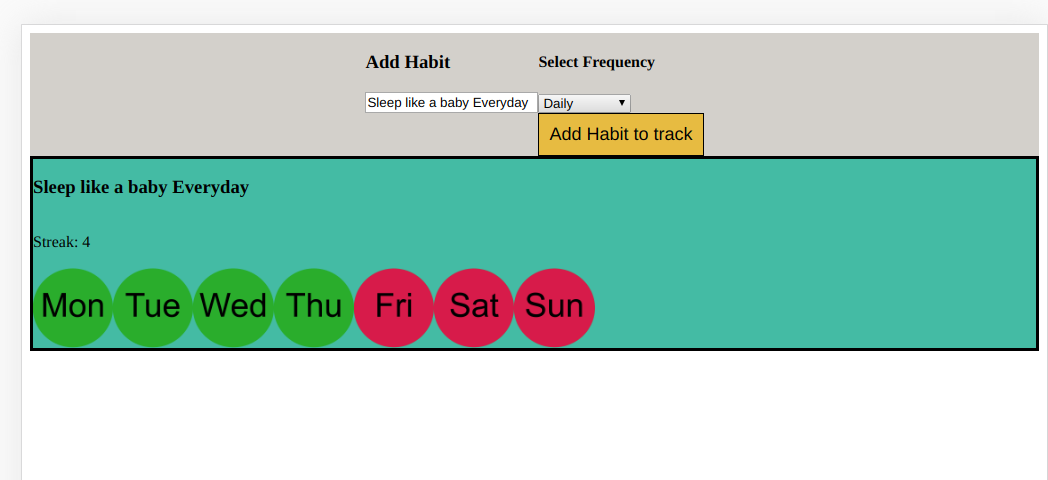 Add Habit
Select Frequency
Sleep like a baby Everyday
Daily
Add Habit to track
Sleep like a baby Everyday
Streak: 4
Mon Tue Wed Thu Fri Sat Sun